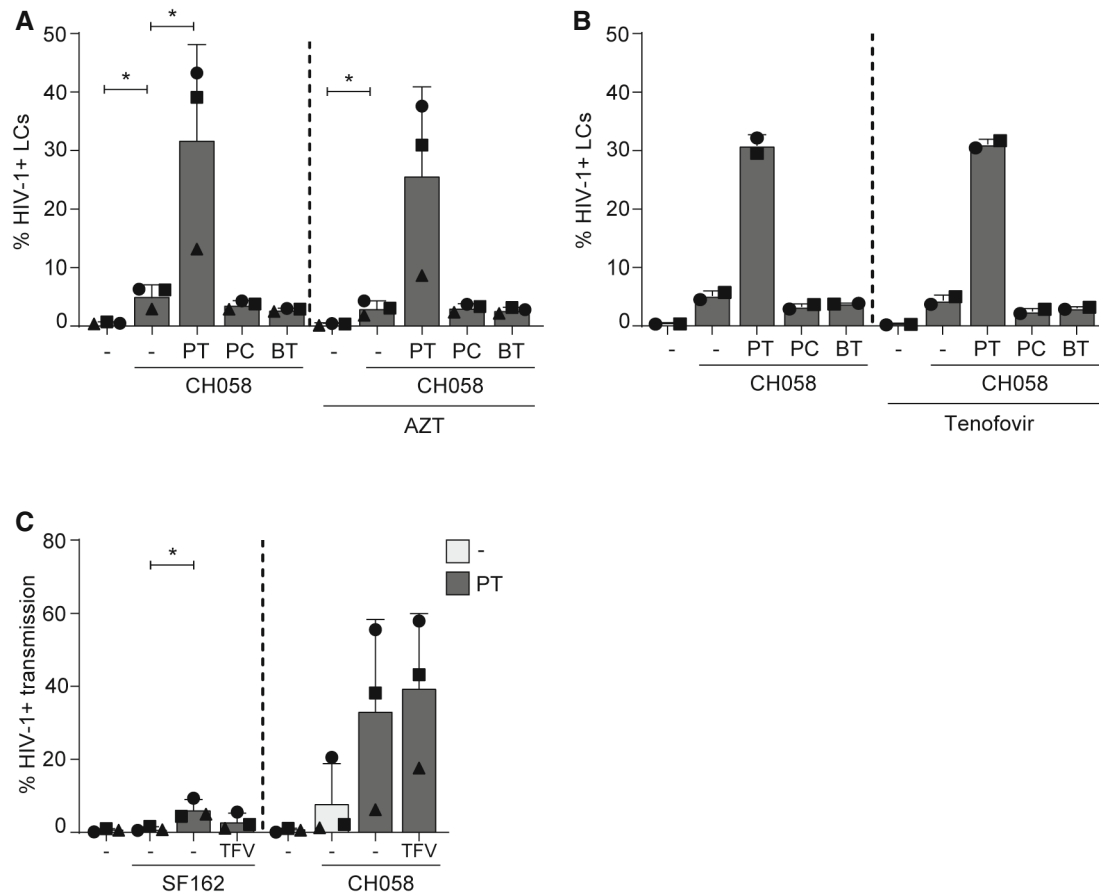 A
% HIV-1+ LCs
50
40
30
20
10
0
*
*
*
- - PT PC BT - - PT PC BT
CH058 CH058
AZT
B
% HIV-1+ LCs
50
40
30
20
10
0
- - PT PC BT - - PT PC BT
CH058 CH058
Tenofovir
C
% HIV-1+ transmission
80
60
40
20
0
*
-
PT
- - - TFV - - - TFV
SF162 CH058